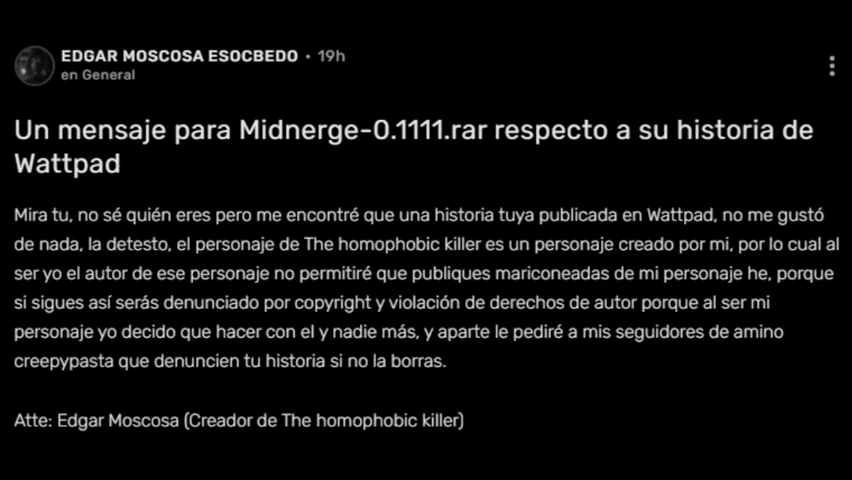 EDGAR MOSCOSA ESOCBEDO • 19h
en General
Un mensaje para Midnerge-0.1111.rar respecto a su historia de
Wattpad
Mira tu, no sé quién eres pero me encontré que una historia tuya publicada en Wattpad, no me gustó
de nada, la detesto, el personaje de The homophobic killer es un personaje creado por mi, por lo cual al
ser yo el autor de ese personaje no permitiré que publiques mariconeadas de mi personaje he, porque
si sigues así serás denunciado por copyright y violación de derechos de autor porque al ser mi
personaje yo decido que hacer con el y nadie más, y aparte le pediré a mis seguidores de amino
creepypasta que denuncien tu historia si no la borras.
Atte: Edgar Moscosa (Creador de The homophobic killer)